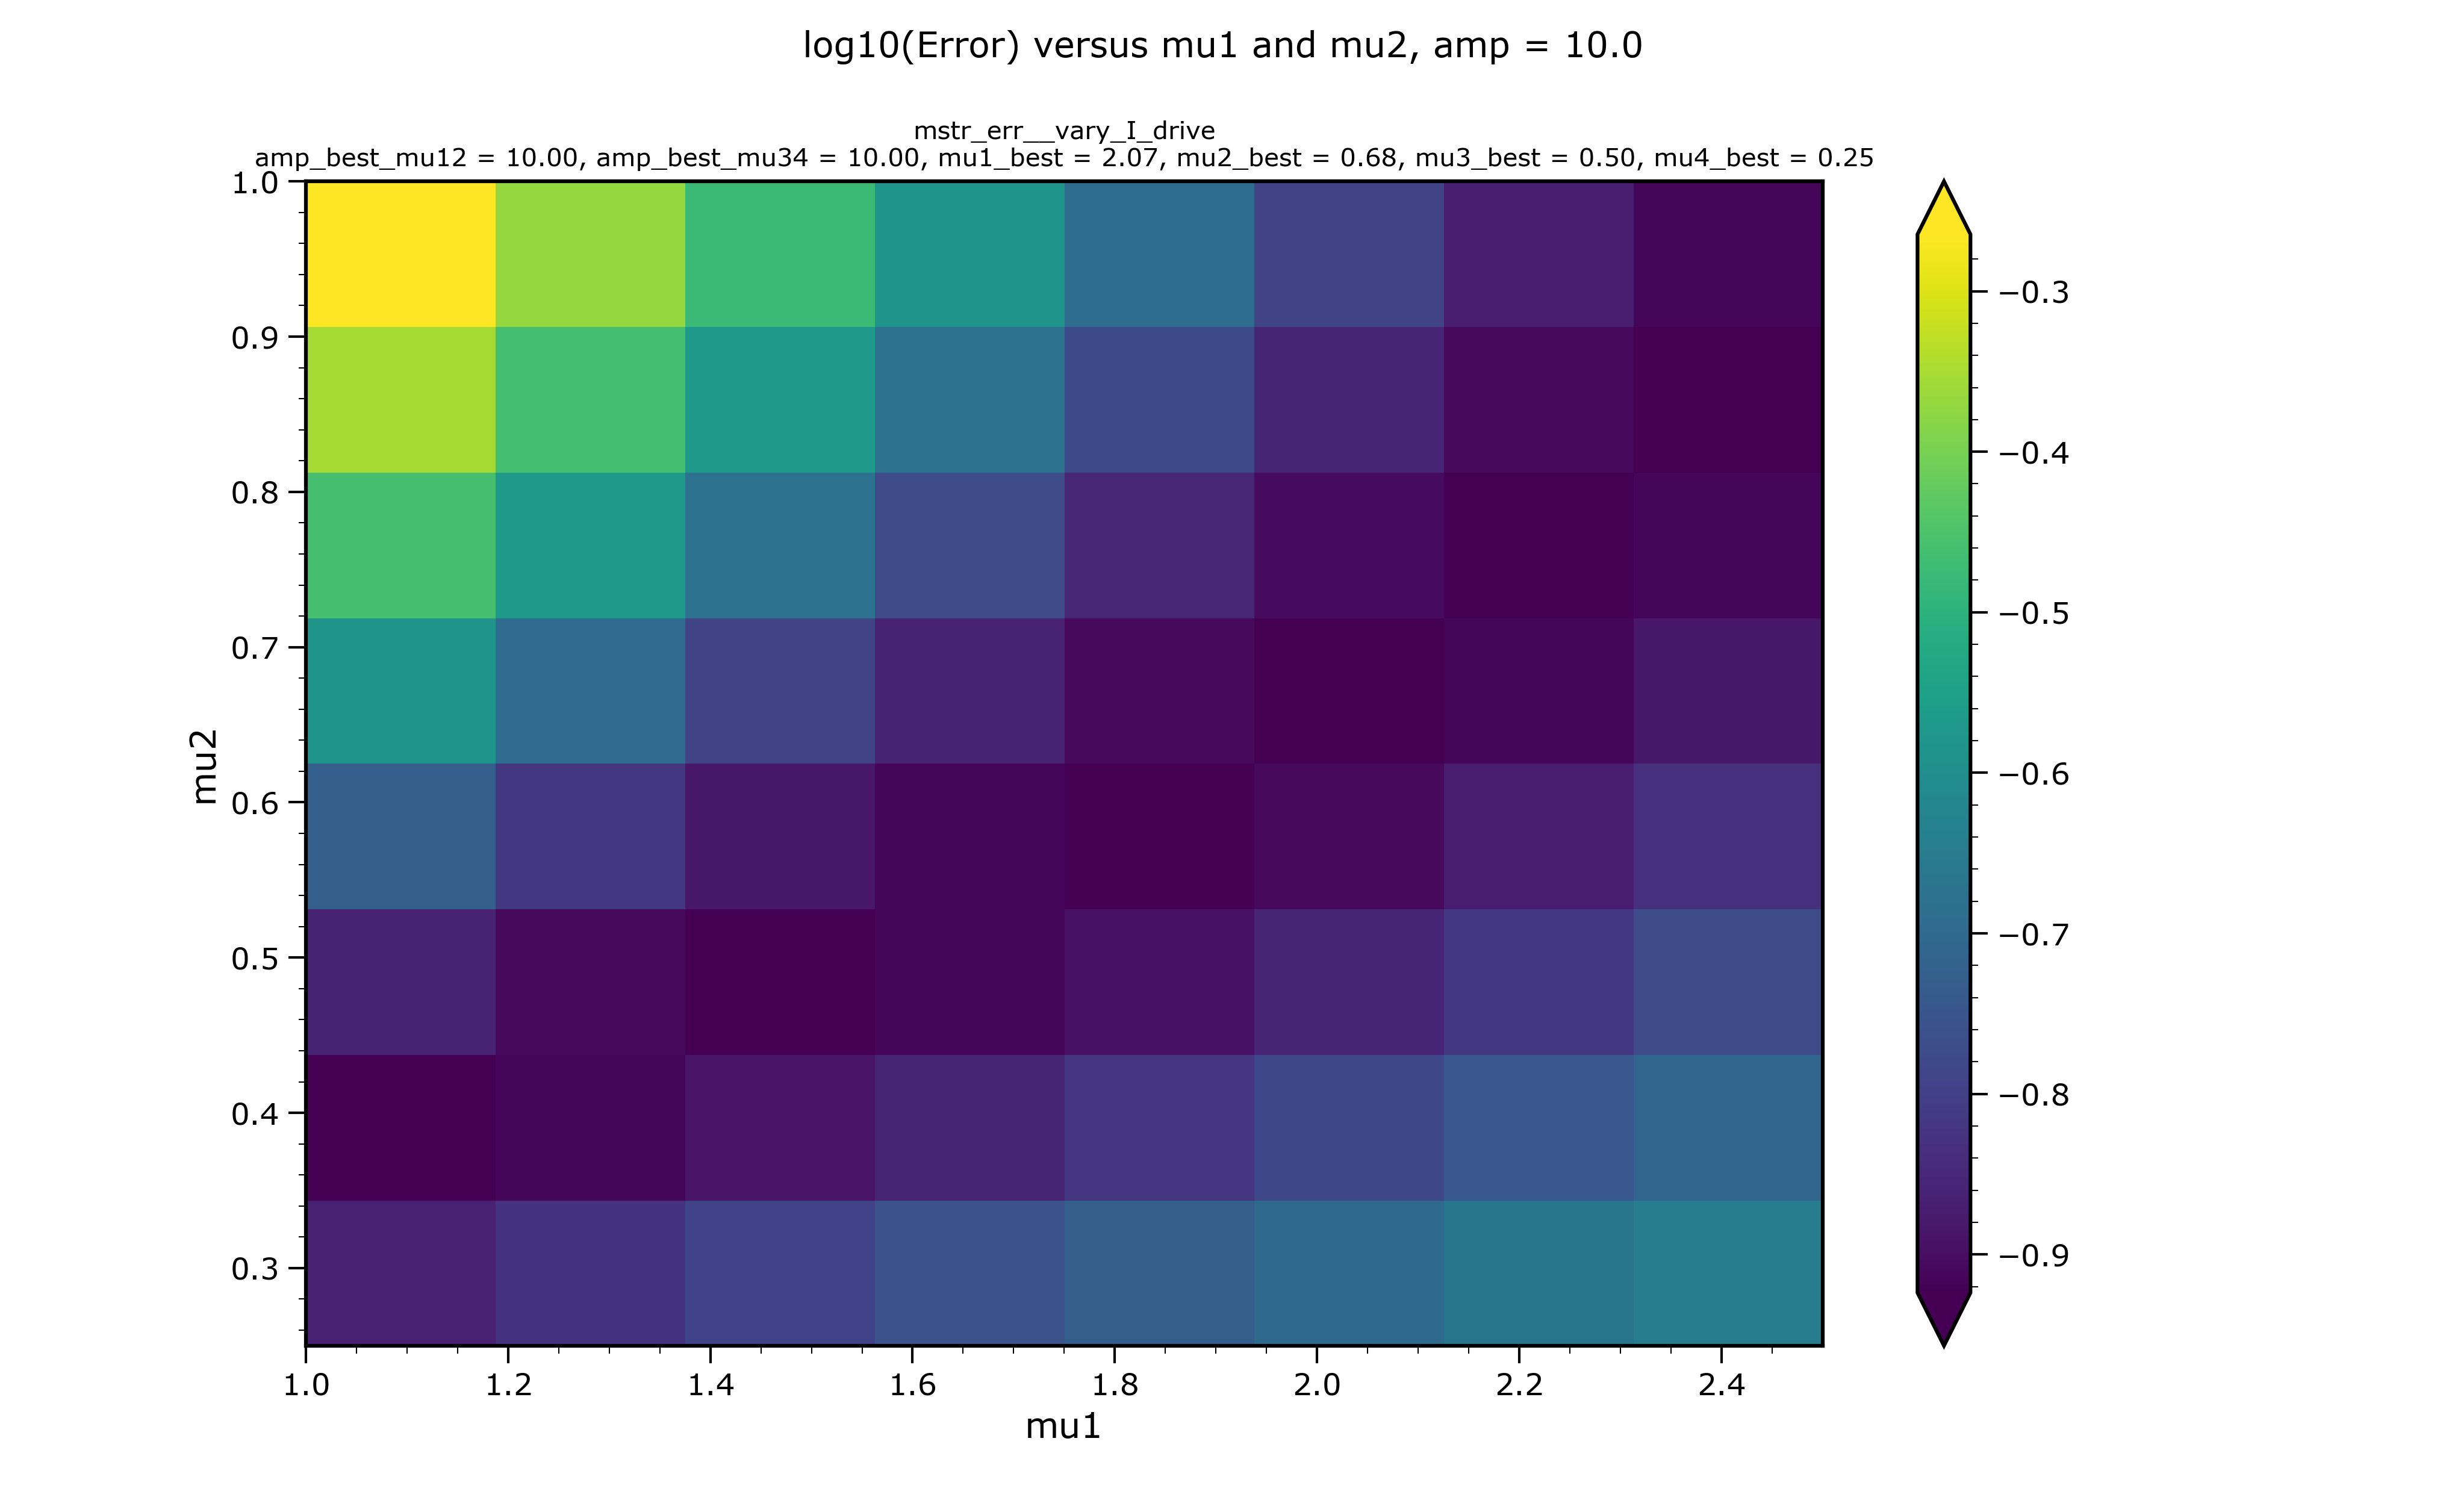 log10(Error) versus mu1 and mu2, amp = 10.0
mstr_err__vary_I_drive
amp_best_mu12 = 10.00, amp_best_mu34 = 10.00, mu1_best = 2.07, mu2_best = 0.68, mu3_best = 0.50, mu4_best = 0.25
1.0
0.9
0.8
0.7
0.6
0.5
0.4
0.3
mu2
1.0 1.2 1.4 1.6 1.8 2.0 2.2 2.4
mu1
−0.3
−0.4
−0.5
−0.6
−0.7
−0.8
−0.9